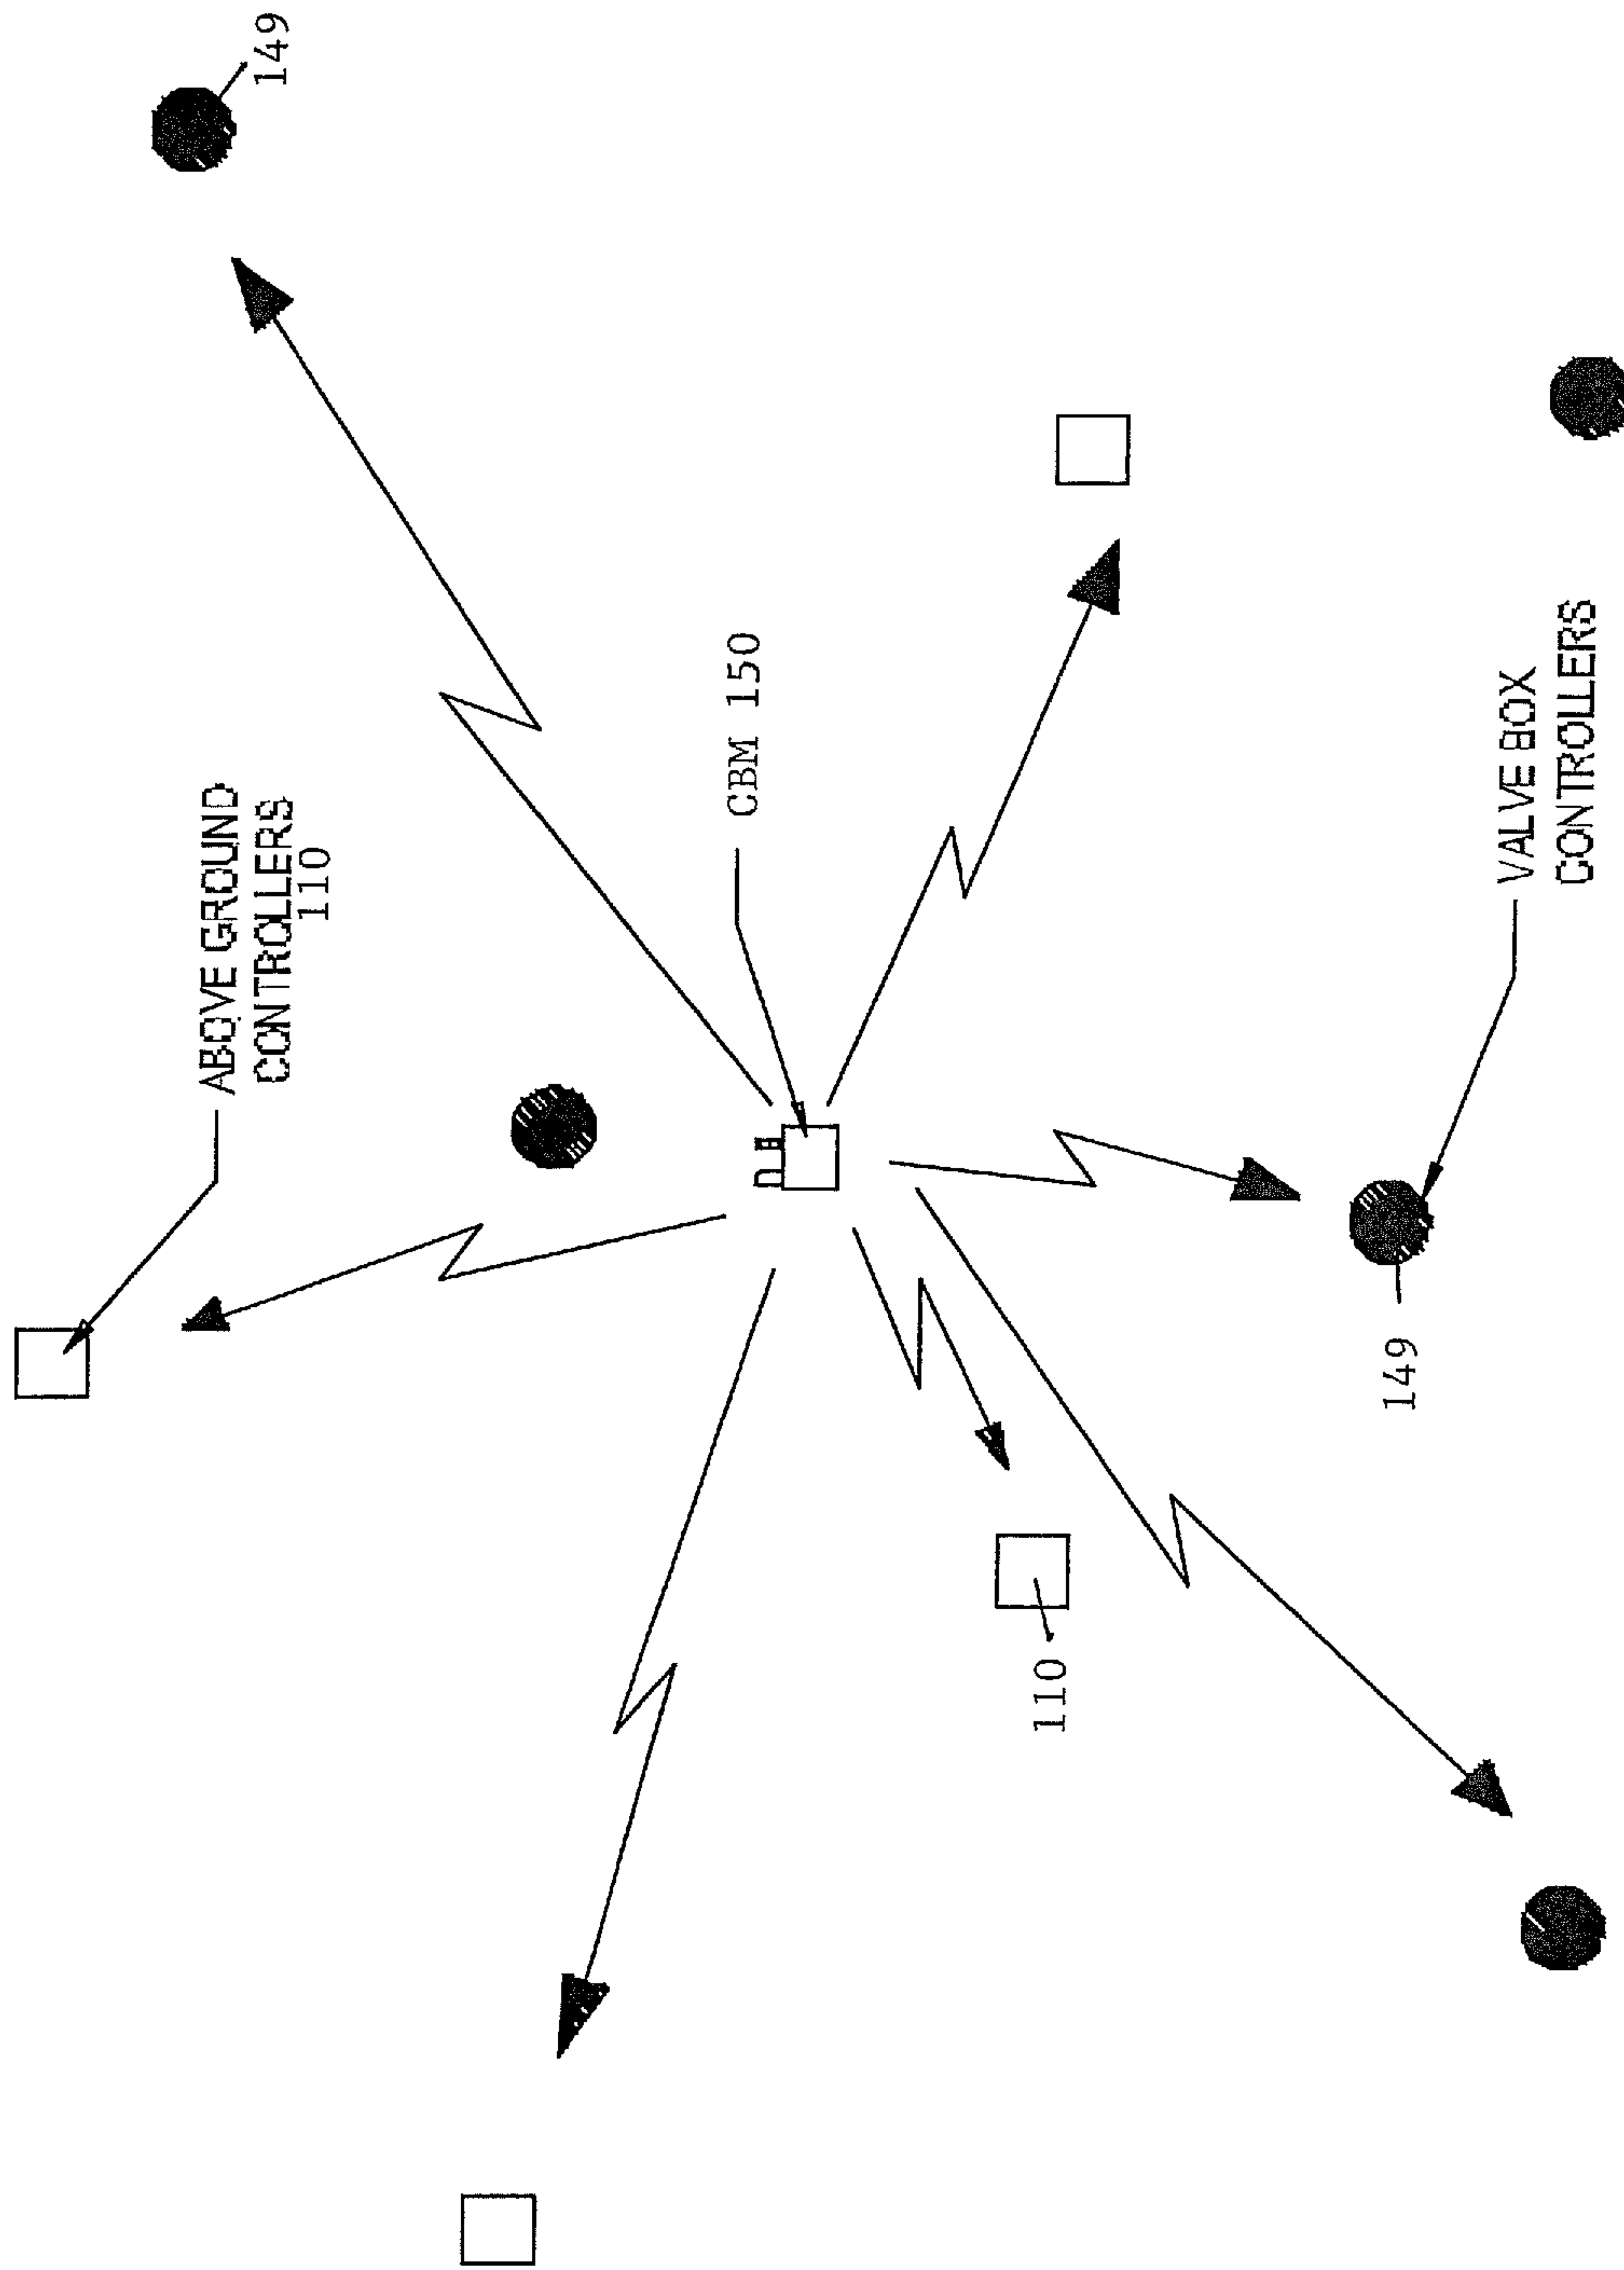 ABOVE GROUND
CONTROLLERS
110
149
CBM 150
110
149
VALVE BOX
CONTROLLERS